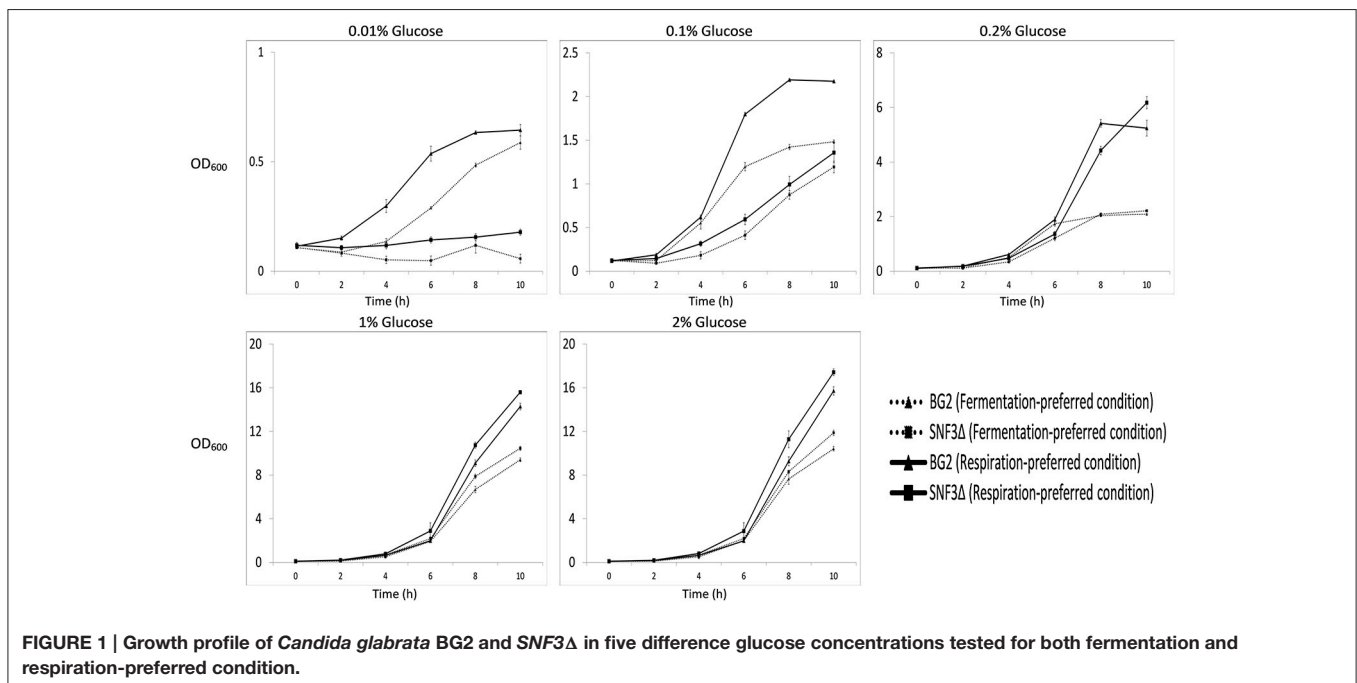 0.01% Glucose
0.1% Glucose
0.2% Glucose
1
0.5
0
2.5
2
1.5
1
0.5
0
8
6
4
2
0
OD600
0 2 4 6 8 10
0 2 4 6 8 10
0 2 4 6 8 10
Time (h)
Time (h)
Time (h)
1% Glucose
2% Glucose
20
16
12
8
4
0
20
16
12
8
4
0
OD600
0 2 4 6 8 10
0 2 4 6 8 10
Time (h)
Time (h)
BG2 (Fermentation-preferred condition)
SNF3Δ (Fermentation-preferred condition)
BG2 (Respiration-preferred condition)
SNF3Δ (Respiration-preferred condition)
FIGURE 1 | Growth profile of Candida glabrata BG2 and SNF3Δ in five difference glucose concentrations tested for both fermentation and
respiration-preferred condition.